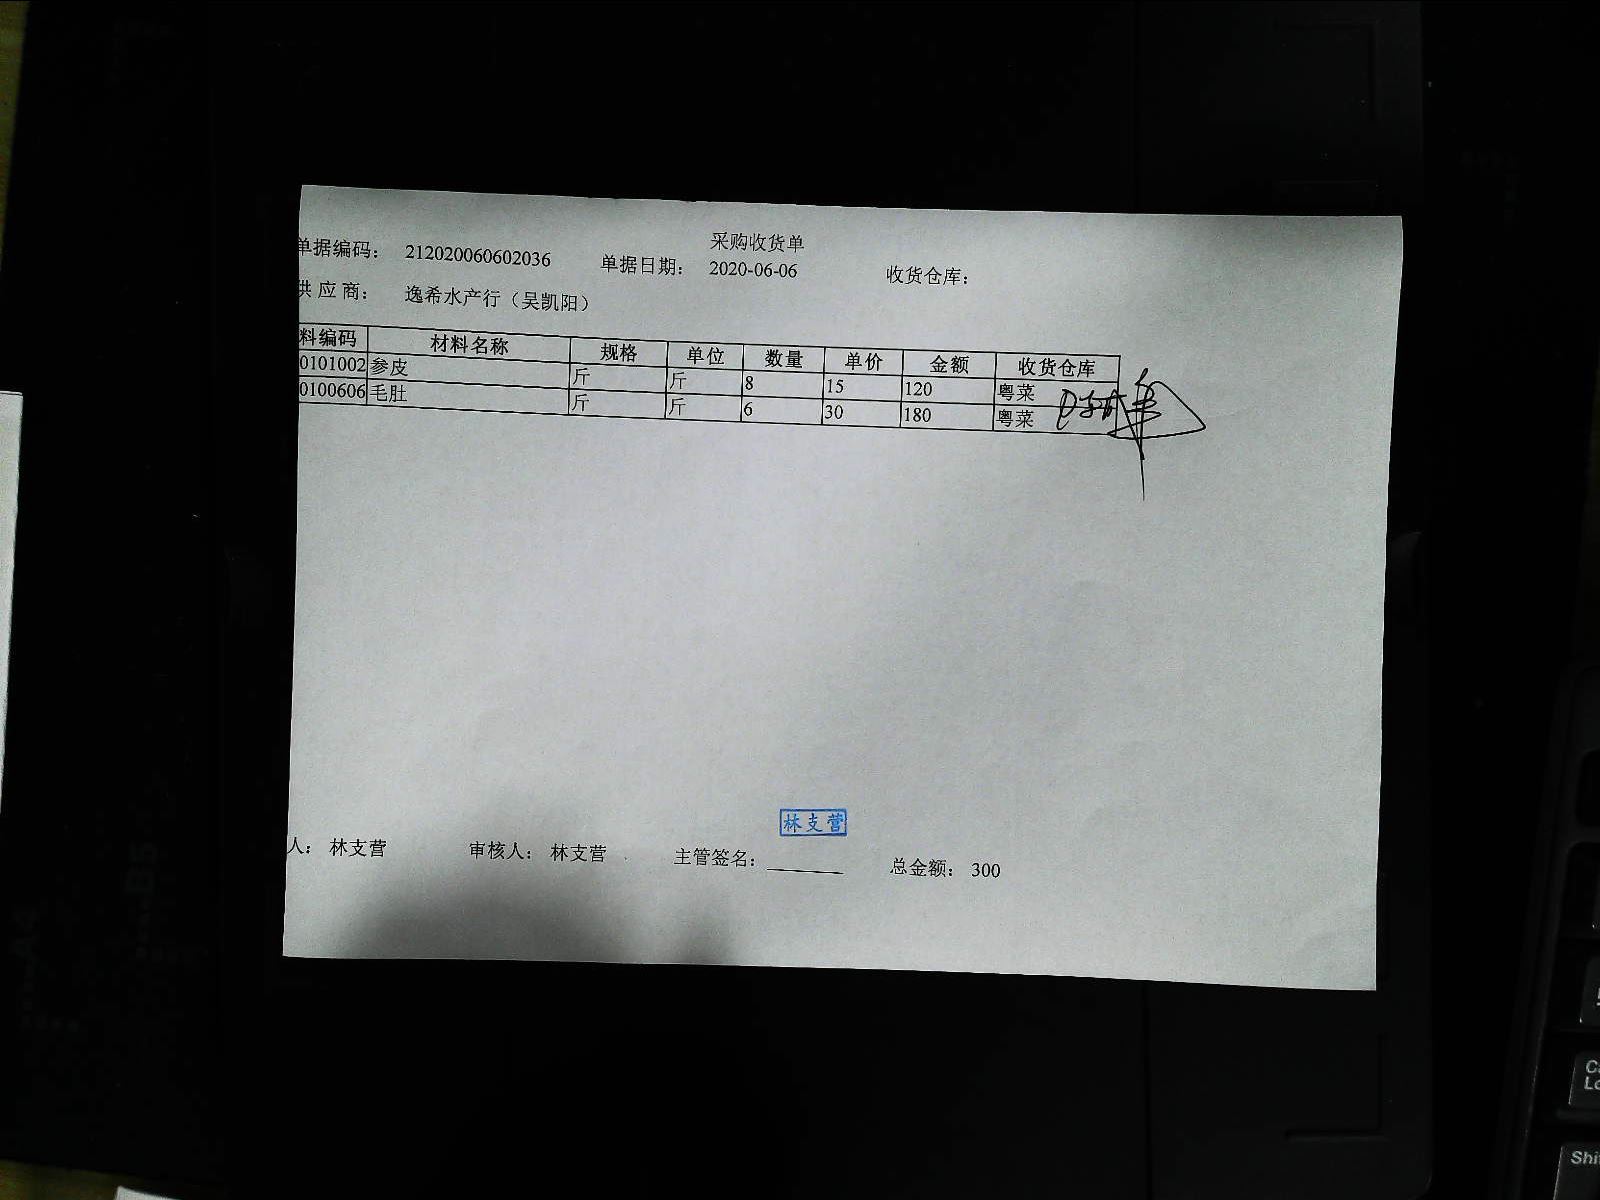 采购收货单
单据编码： 212020060602036 单据日期： 2020-06-06 收货仓库：
供 应 商： 逸希水产行（吴凯阳）
料编码 材料名称 规格 单位 数量 单价 金额 收货仓库
0101002 参皮 斤 斤 8 15 120 粤菜
0100606 毛肚 斤 斤 6 30 180 粤菜
林支营
人： 林支营 审核人： 林支营 主管签名： 总金额： 300
B5
A4
Shi